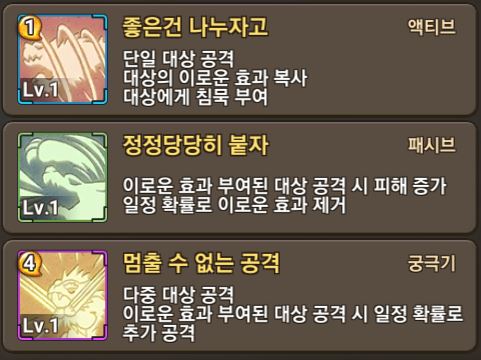 1
좋은건 나누자고
액티브
단일 대상 공격
대상의 이로운 효과 복사
대상에게 침묵 부여
Lv.1
정정당당히 붙자
패시브
이로운 효과 부여된 대상 공격 시 피해 증가
일정 확률로 이로운 효과 제거
Lv.1
4
멈출 수 없는 공격
궁극기
다중 대상 공격
이로운 효과 부여된 대상 공격 시 일정 확률로
추가 공격
Lv.1